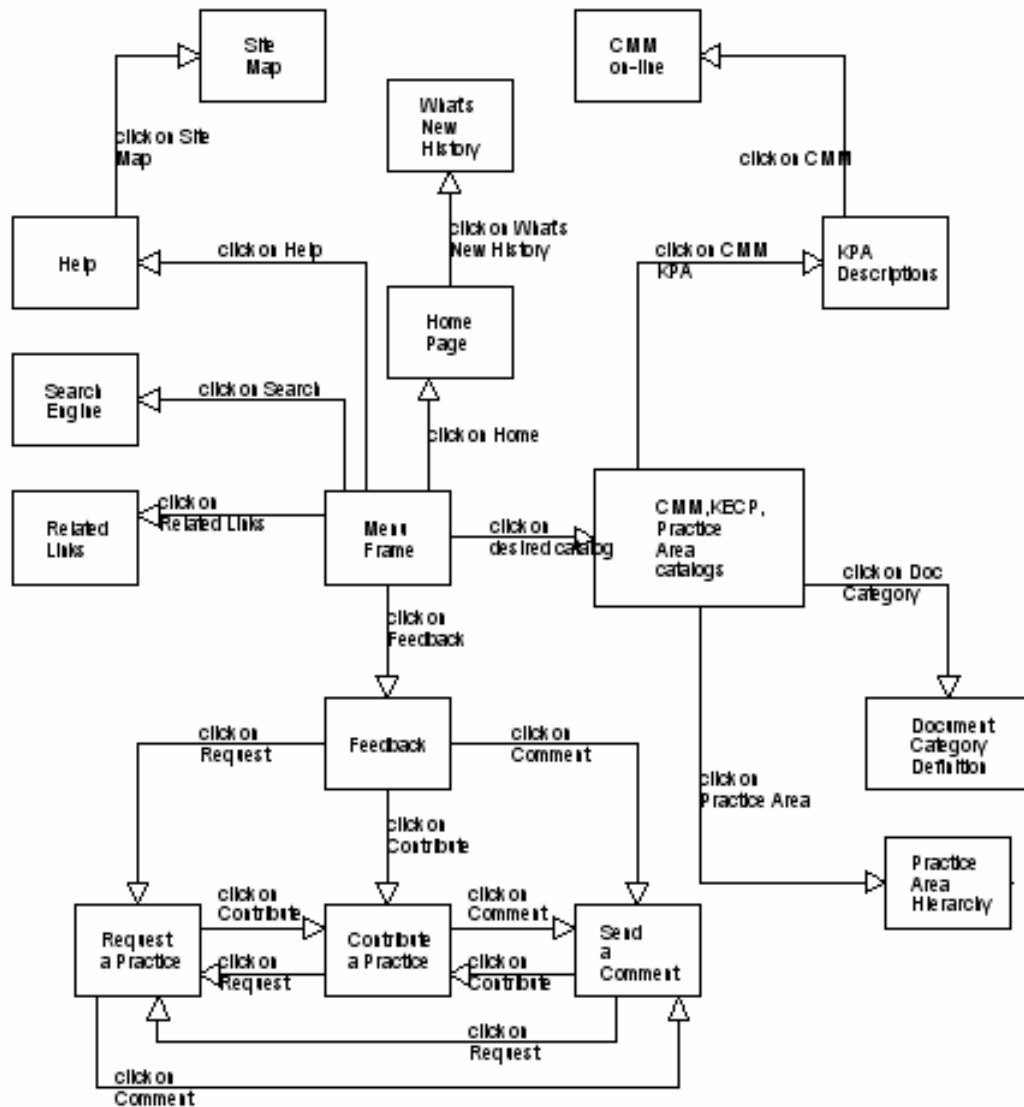 Site
Map
CMM
on-line
What's
New
History
click on Site
Map
click on CMM
click on What's
New History
Help
click on Help
click on CMM
KPA
KPA
Descriptions
Home
Page
Search
Engine
click on Search
click on Home
Related
Links
click on
Related Links
Menu
Frame
click on
desired catalog
CMM, KECP,
Practice
Area
catalogs
click on Doc
Category
click on
Feedback
click on
Request
Feedback
click on
Comment
Document
Category
Definition
click on
Practice Area
click on
Contribute
Practice
Area
Hierarchy
click on
Contribute
click on
Comment
Request
a Practice
Contribute
a Practice
Send
a
Comment
click on
Request
click on
Contribute
click on
Request
click on
Comment